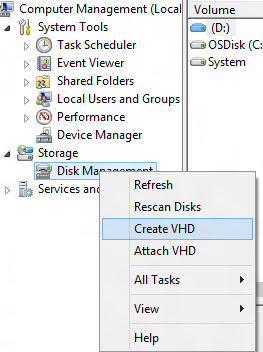 Computer Management (Local
System Tools
Task Scheduler
Event Viewer
Shared Folders
Local Users and Groups
Performance
Device Manager
Storage
Disk Management
Services and
Volume
(D:)
OSDisk (C:
System
Refresh
Rescan Disks
Create VHD
Attach VHD
All Tasks
View
Help